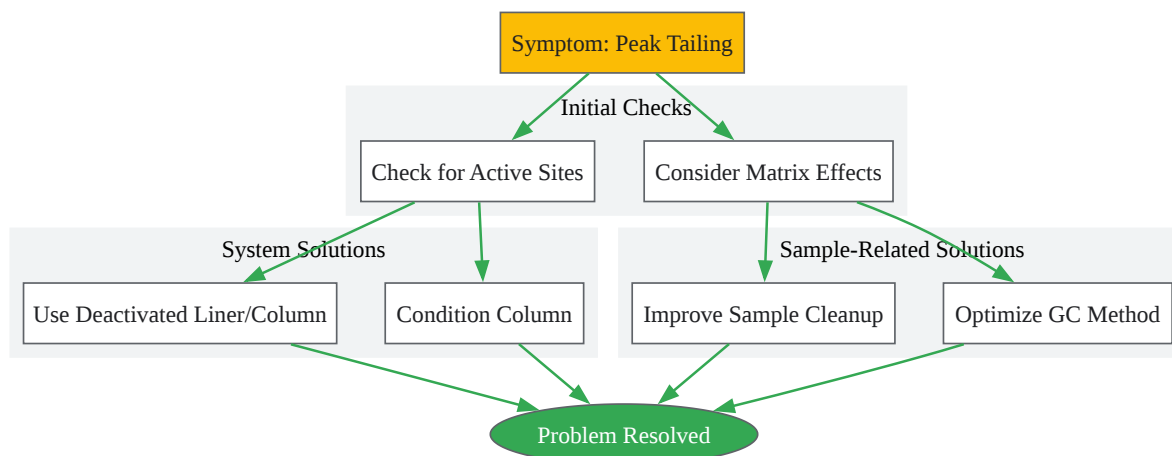 Symptom: Peak Tailing
Initial Checks
Check for Active Sites
Consider Matrix Effects
System Solutions
Sample-Related Solutions
Use Deactivated Liner/Column
Condition Column
Improve Sample Cleanup
Optimize GC Method
Problem Resolved